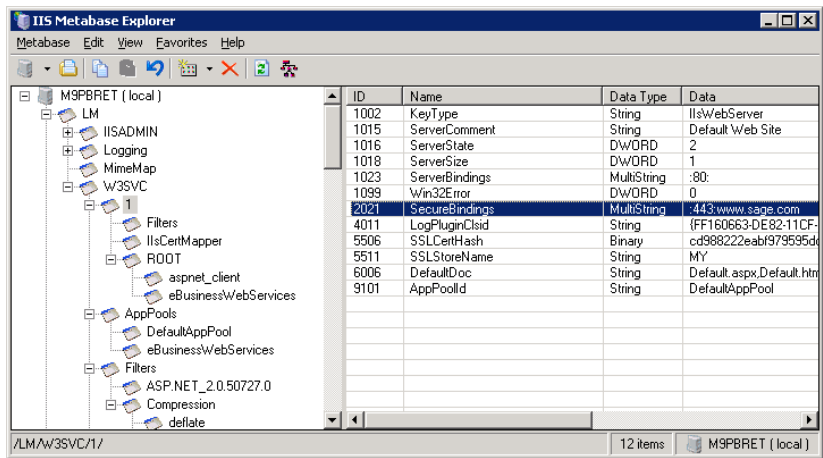 IIS Metabase Explorer
Metabase Edit View Favorites Help
M9PBRET ( local )
LM
IISADMIN
Logging
MimeMap
W3SVC
1
Filters
IIsCertMapper
ROOT
aspnet_client
eBusinessWebServices
AppPools
DefaultAppPool
eBusinessWebServices
Filters
ASP.NET_2.0.50727.0
Compression
deflate
ID Name Data Type Data
1002 KeyType String IIsWebServer
1015 ServerComment String Default Web Site
1016 ServerState DWORD 2
1018 ServerSize DWORD 1
1023 ServerBindings MultiString :80:
1099 Win32Error DWORD 0
2021 SecureBindings MultiString :443:www.sage.com
4011 LogPluginClsid String {FF160663-DE82-11CF-
5506 SSLCertHash Binary cd988222eabf979595dc
5511 SSLStoreName String MY
6006 DefaultDoc String Default.aspx,Default.htm
9101 AppPoolId String DefaultAppPool
/LM/W3SVC/1/ 12 items M9PBRET ( local )